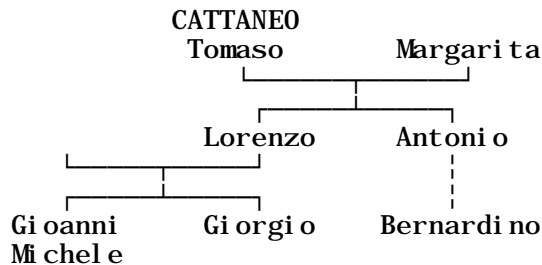 CATTANEO
Tomaso Margarita
Lorenzo Antonio
Gioanni Giorgio Bernardino
Michele